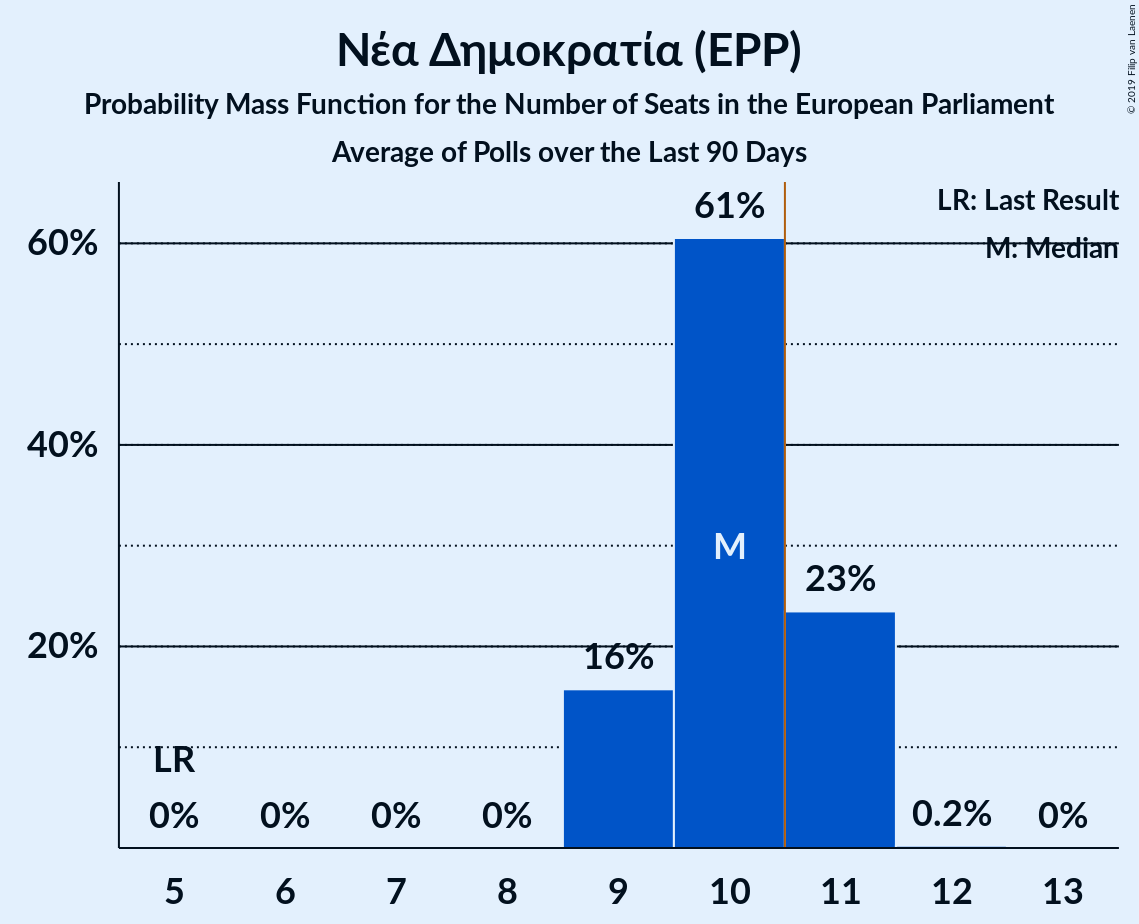 Νέα Δημοκρατία (EPP)
Probability Mass Function for the Number of Seats in the European Parliament
Average of Polls over the Last 90 Days
© 2019 Filip van Laenen
LR: Last Result
M: Median
61%
60%
40%
M
23%
20%
16%
LR
0% 0% 0% 0% 0.2% 0%
5 6 7 8 9 10 11 12 13